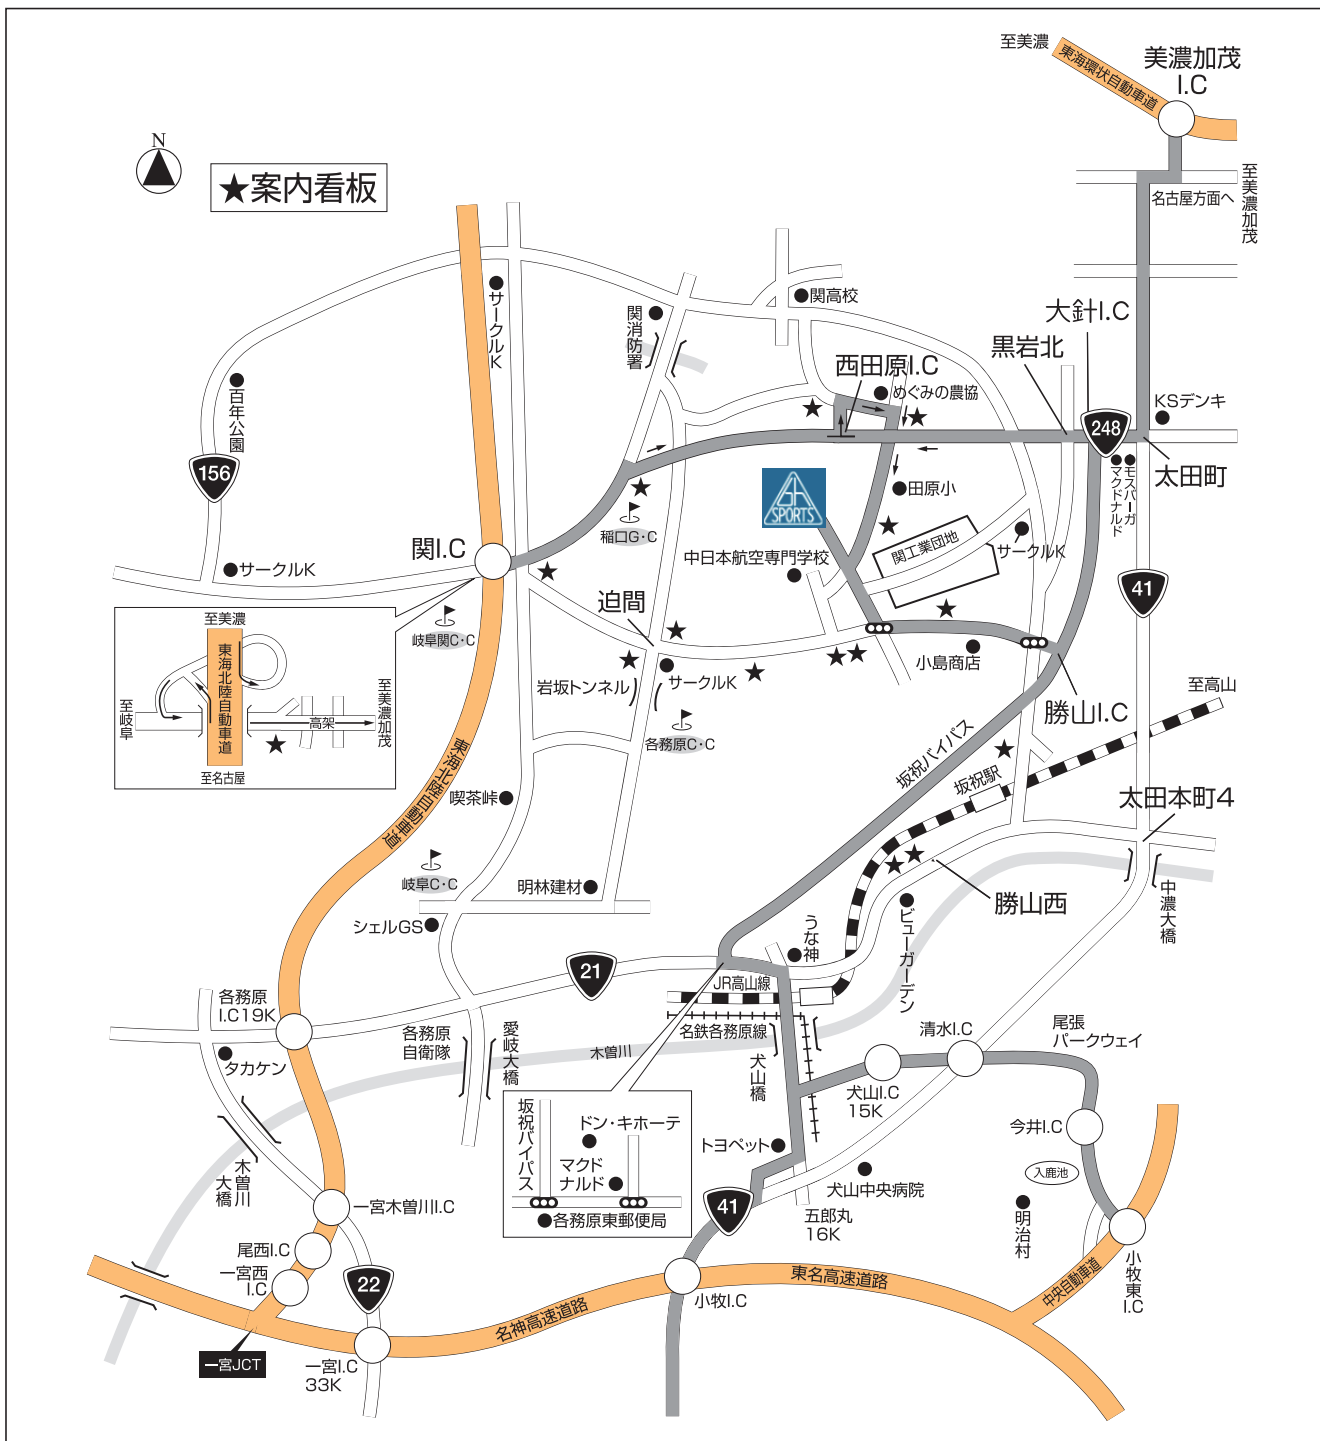 至美濃
東海環状自動車道
美濃加茂
I.C
N
★案内看板
名古屋方面へ
至美濃加茂
サークルK
関消防署
関高校
大針I.C
黒岩北
西田原I.C
めぐみの農協
KSデンキ
248
百年公園
156
太田町
モスバーガ
マクドナルド
GA
SPORTS
田原小
稲口G・C
関I.C
関工業団地
サークルK
中日本航空専門学校
サークルK
41
迫間
岐阜関C・C
至美濃
東海北陸自動車道
至岐阜
高架
至美濃加茂
至名古屋
小島商店
岩坂トンネル
サークルK
至高山
勝山I.C
各務原C・C
坂祝バイパス
東海北陸自動車道
坂祝駅
喫茶峠
太田本町4
岐阜C・C
明林建材
勝山西
中濃大橋
シェルGS
うな神
ビューガーデン
21
JR高山線
各務原
I.C19K
名鉄各務原線
各務原
自衛隊
愛岐大橋
木曽川
犬山橋
清水I.C
尾張
パークウェイ
タカケン
犬山I.C
15K
坂祝バイパス
ドン・キホーテ
マクド
ナルド
各務原東郵便局
今井I.C
トヨペット
入鹿池
木曽川
大橋
犬山中央病院
一宮木曽川I.C
41
五郎丸
16K
明治村
尾西I.C
一宮西
I.C
22
小牧I.C
東名高速道路
中央自動車道
小牧東I.C
名神高速道路
一宮JCT
一宮I.C
33K